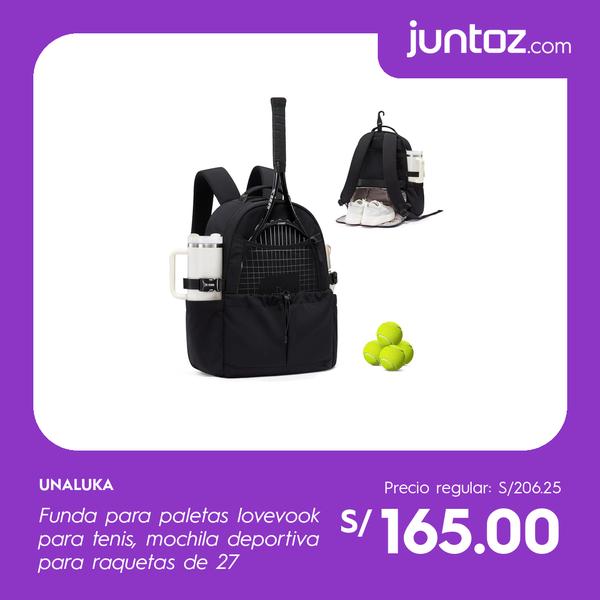 juntoz.com
UNALUKA
Funda para paletas lovevook
para tenis, mochila deportiva
para raquetas de 27
Precio regular: S/206.25
S/165.00